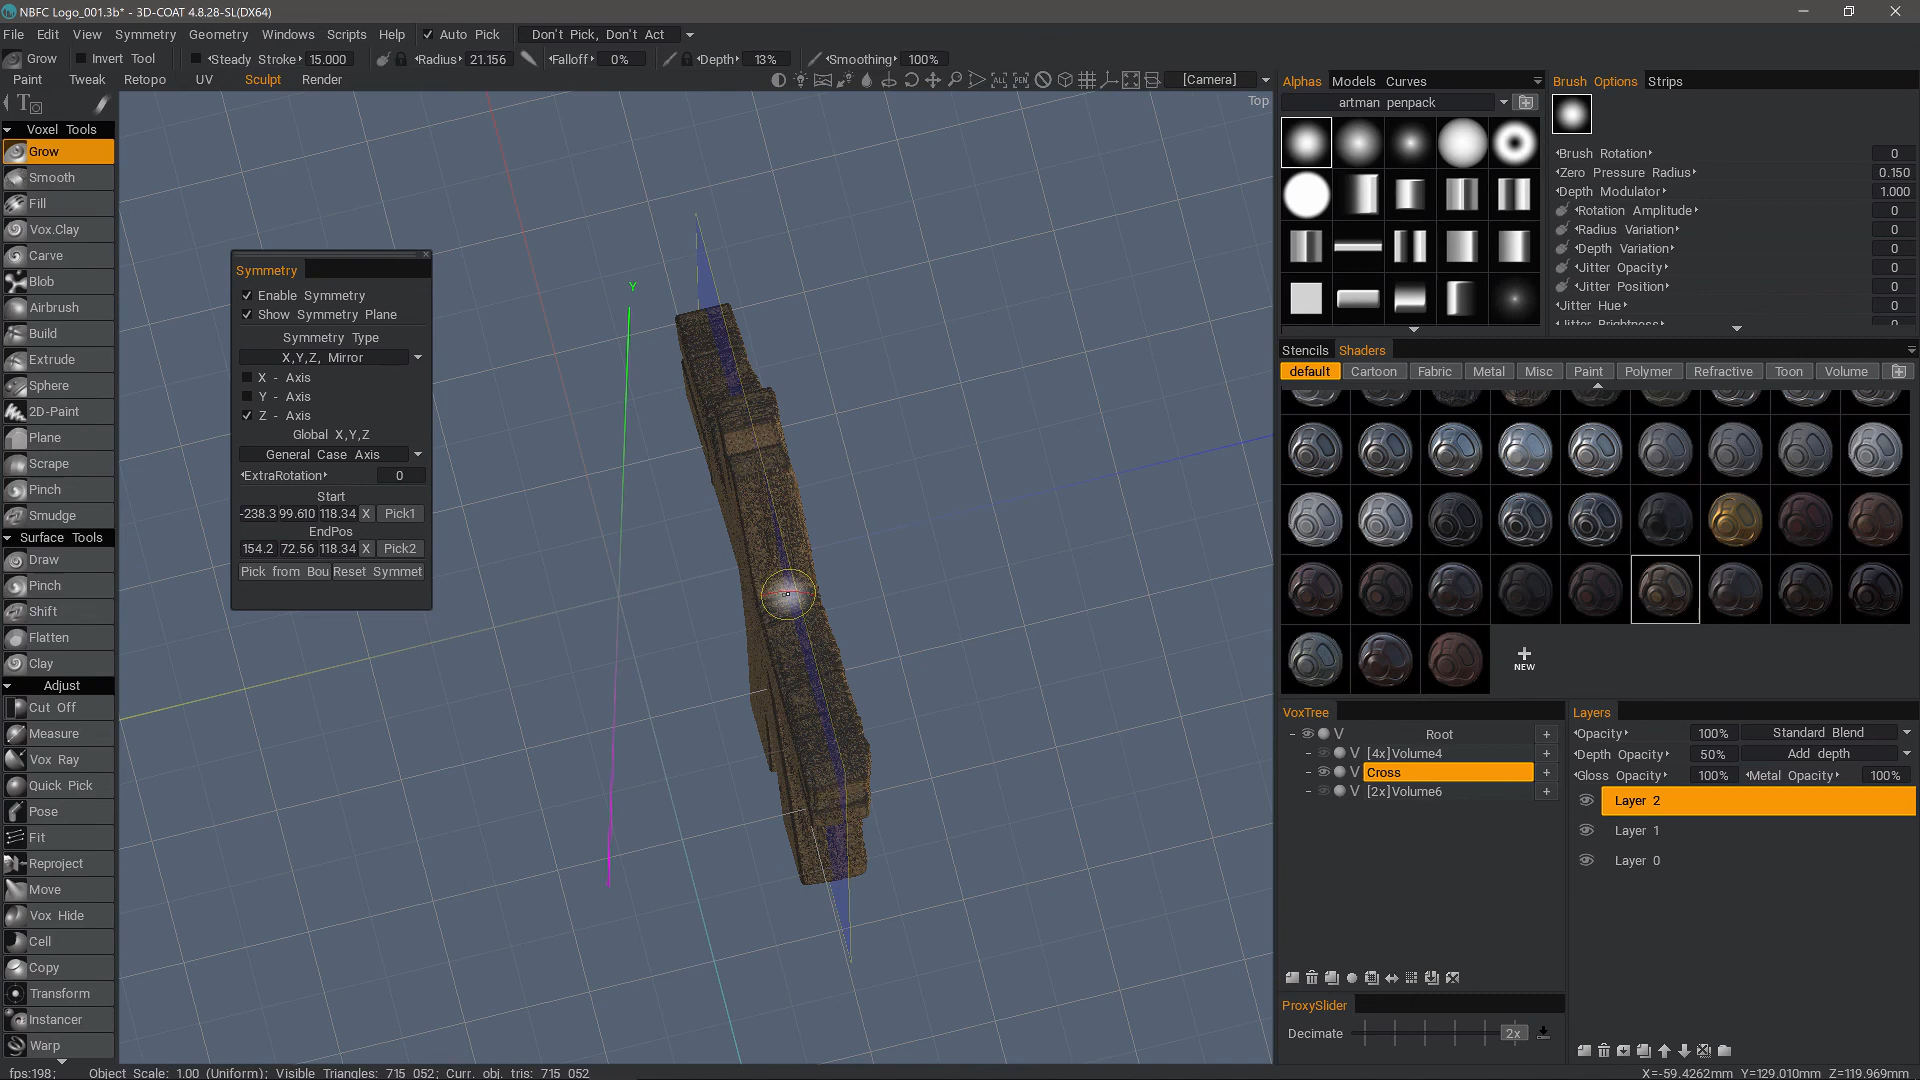 NBFC Logo_001.3b* - 3D-COAT 4.8.28-SL(DX64)
File Edit View Symmetry Geometry Windows Scripts Help Auto Pick Don't Pick, Don't Act
Grow Invert Tool Steady Stroke 15.000 Radius 21.156 Falloff 0% Depth 13% Smoothing 100%
Paint Tweak Retopo UV Sculpt Render [Camera]
Top
Voxel Tools
Grow
Smooth
Fill
Vox.Clay
Carve
Blob
Airbrush
Build
Extrude
Sphere
2D-Paint
Plane
Scrape
Pinch
Smudge
Surface Tools
Draw
Pinch
Shift
Flatten
Clay
Adjust
Cut Off
Measure
Vox Ray
Quick Pick
Pose
Fit
Reproject
Move
Vox Hide
Cell
Copy
Transform
Instancer
Warp
Symmetry
Enable Symmetry
Show Symmetry Plane
Symmetry Type
X,Y,Z, Mirror
X - Axis
Y - Axis
Z - Axis
Global X,Y,Z
General Case Axis
ExtraRotation 0
Start
-238.3 99.610 118.34 X Pick1
EndPos
154.2 72.56 118.34 X Pick2
Pick from Bou Reset Symmet
Y
Alphas Models Curves
artman penpack
Brush Options Strips
Brush Rotation 0
Zero Pressure Radius 0.150
Depth Modulator 1.000
Rotation Amplitude 0
Radius Variation 0
Depth Variation 0
Jitter Opacity 0
Jitter Position 0
Jitter Hue 0
Jitter Brightness 0
Stencils Shaders
default Cartoon Fabric Metal Misc Paint Polymer Refractive Toon Volume
NEW
VoxTree
V Root +
V [4x]Volume4 +
V Cross +
V [2x]Volume6 +
ProxySlider
Decimate 2x
Layers
Opacity 100% Standard Blend
Depth Opacity 50% Add depth
Gloss Opacity 100% Metal Opacity 100%
Layer 2
Layer 1
Layer 0
fps:198; Object Scale: 1.00 (Uniform); Visible Triangles: 715 052; Curr. obj. tris: 715 052
X=-59.4262mm Y=129.010mm Z=119.969mm